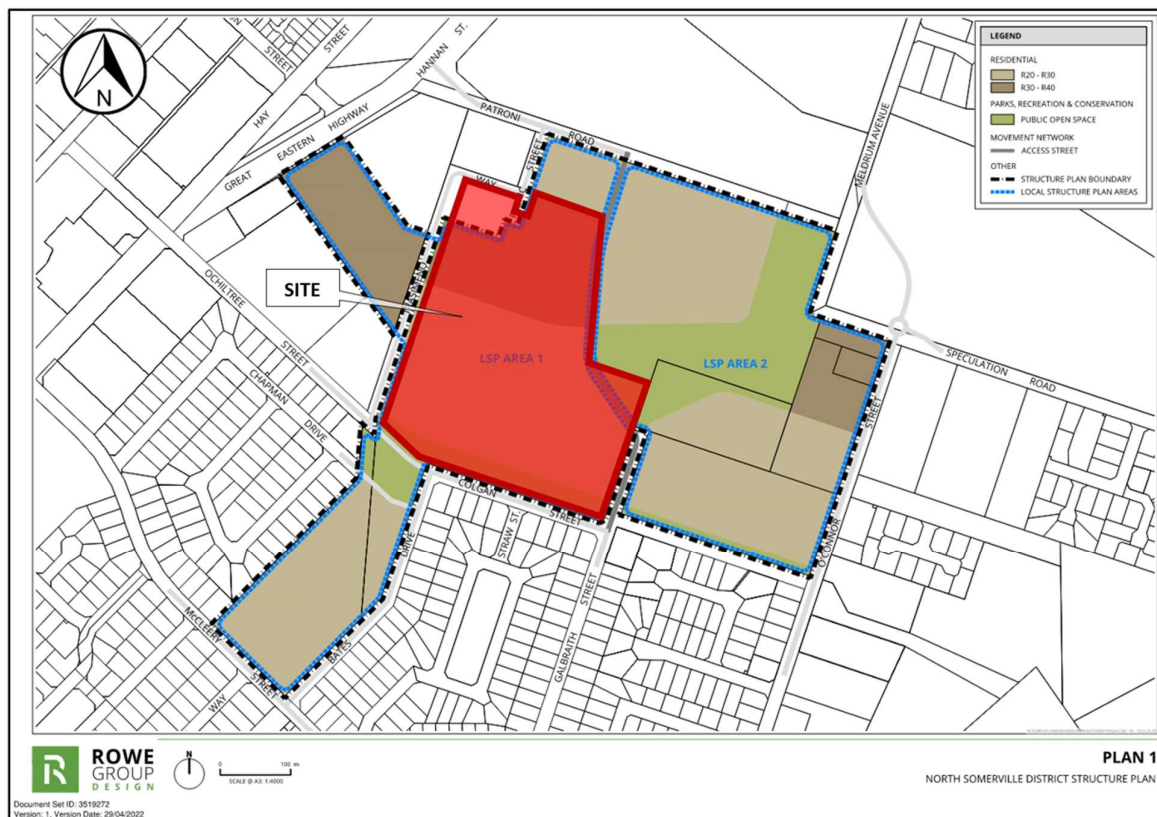 STREET
STREET
HAY
HANNAN ST.
GREAT EASTERN HIGHWAY
PATRONI ROAD
STREET
WAY
MELDRUM AVENUE
LEGEND
RESIDENTIAL
R20 - R30
R30 - R40
PARKS, RECREATION & CONSERVATION
PUBLIC OPEN SPACE
MOVEMENT NETWORK
ACCESS STREET
OTHER
STRUCTURE PLAN BOUNDARY
LOCAL STRUCTURE PLAN AREAS
N
SITE
OCHILTREE STREET
CHAPMAN DRIVE
LSP AREA 1
LSP AREA 2
SPECULATION ROAD
COLGAN STREET
STRAW ST.
DRIVE
BATES
GALBRAITH STREET
O'CONNOR STREET
McCLEERY STREET
WAY
R
ROWE
GROUP
DESIGN
N
0 100 m
SCALE @ A3: 1:4000
PLAN 1
NORTH SOMERVILLE DISTRICT STRUCTURE PLAN
Document Set ID: 3519272
Version: 1, Version Date: 29/04/2022